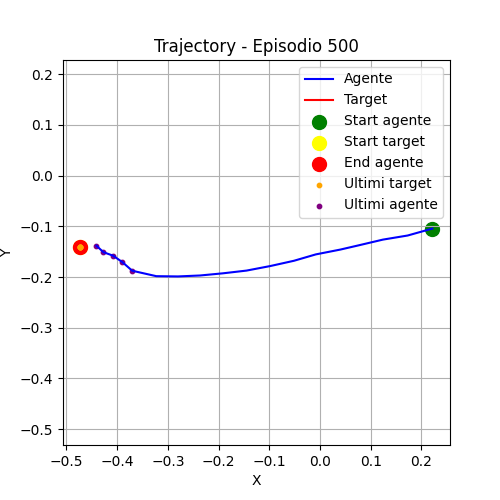 Trajectory - Episodio 500
Agente
Target
Start agente
Start target
End agente
Ultimi target
Ultimi agente
0.2
0.1
0.0
−0.1
−0.2
−0.3
−0.4
−0.5
Y
−0.5 −0.4 −0.3 −0.2 −0.1 0.0 0.1 0.2
X